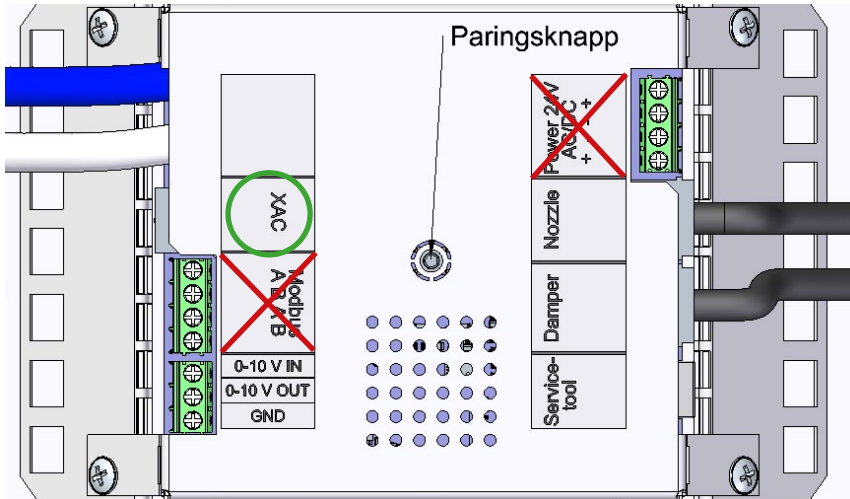 Paringsknapp
XAC
Modbus
A B A B
0-10 V IN
0-10 V OUT
GND
Power 24V
AC/DC
+ - +
Nozzle
Damper
Service-
tool